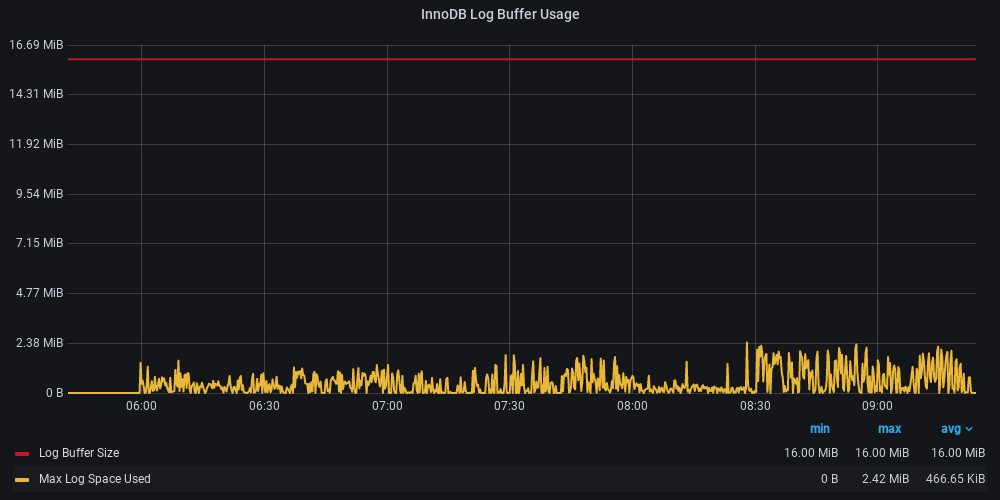 InnoDB Log Buffer Usage
16.69 MiB
14.31 MiB
11.92 MiB
9.54 MiB
7.15 MiB
4.77 MiB
2.38 MiB
0 B
06:00 06:30 07:00 07:30 08:00 08:30 09:00
min max avg
Log Buffer Size 16.00 MiB 16.00 MiB 16.00 MiB
Max Log Space Used 0 B 2.42 MiB 466.65 KiB